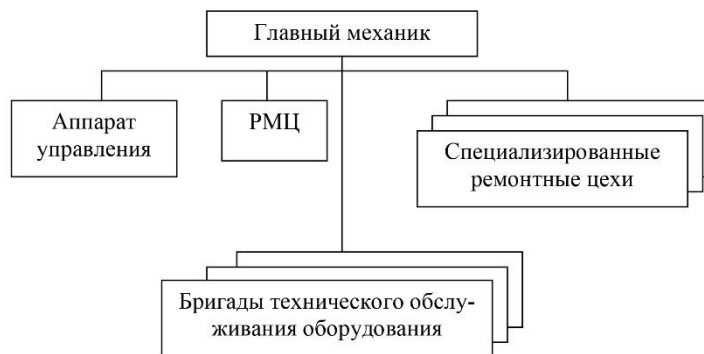 Главный механик
Аппарат
управления
РМЦ
Специализированные
ремонтные цехи
Бригады технического обслу-
живания оборудования